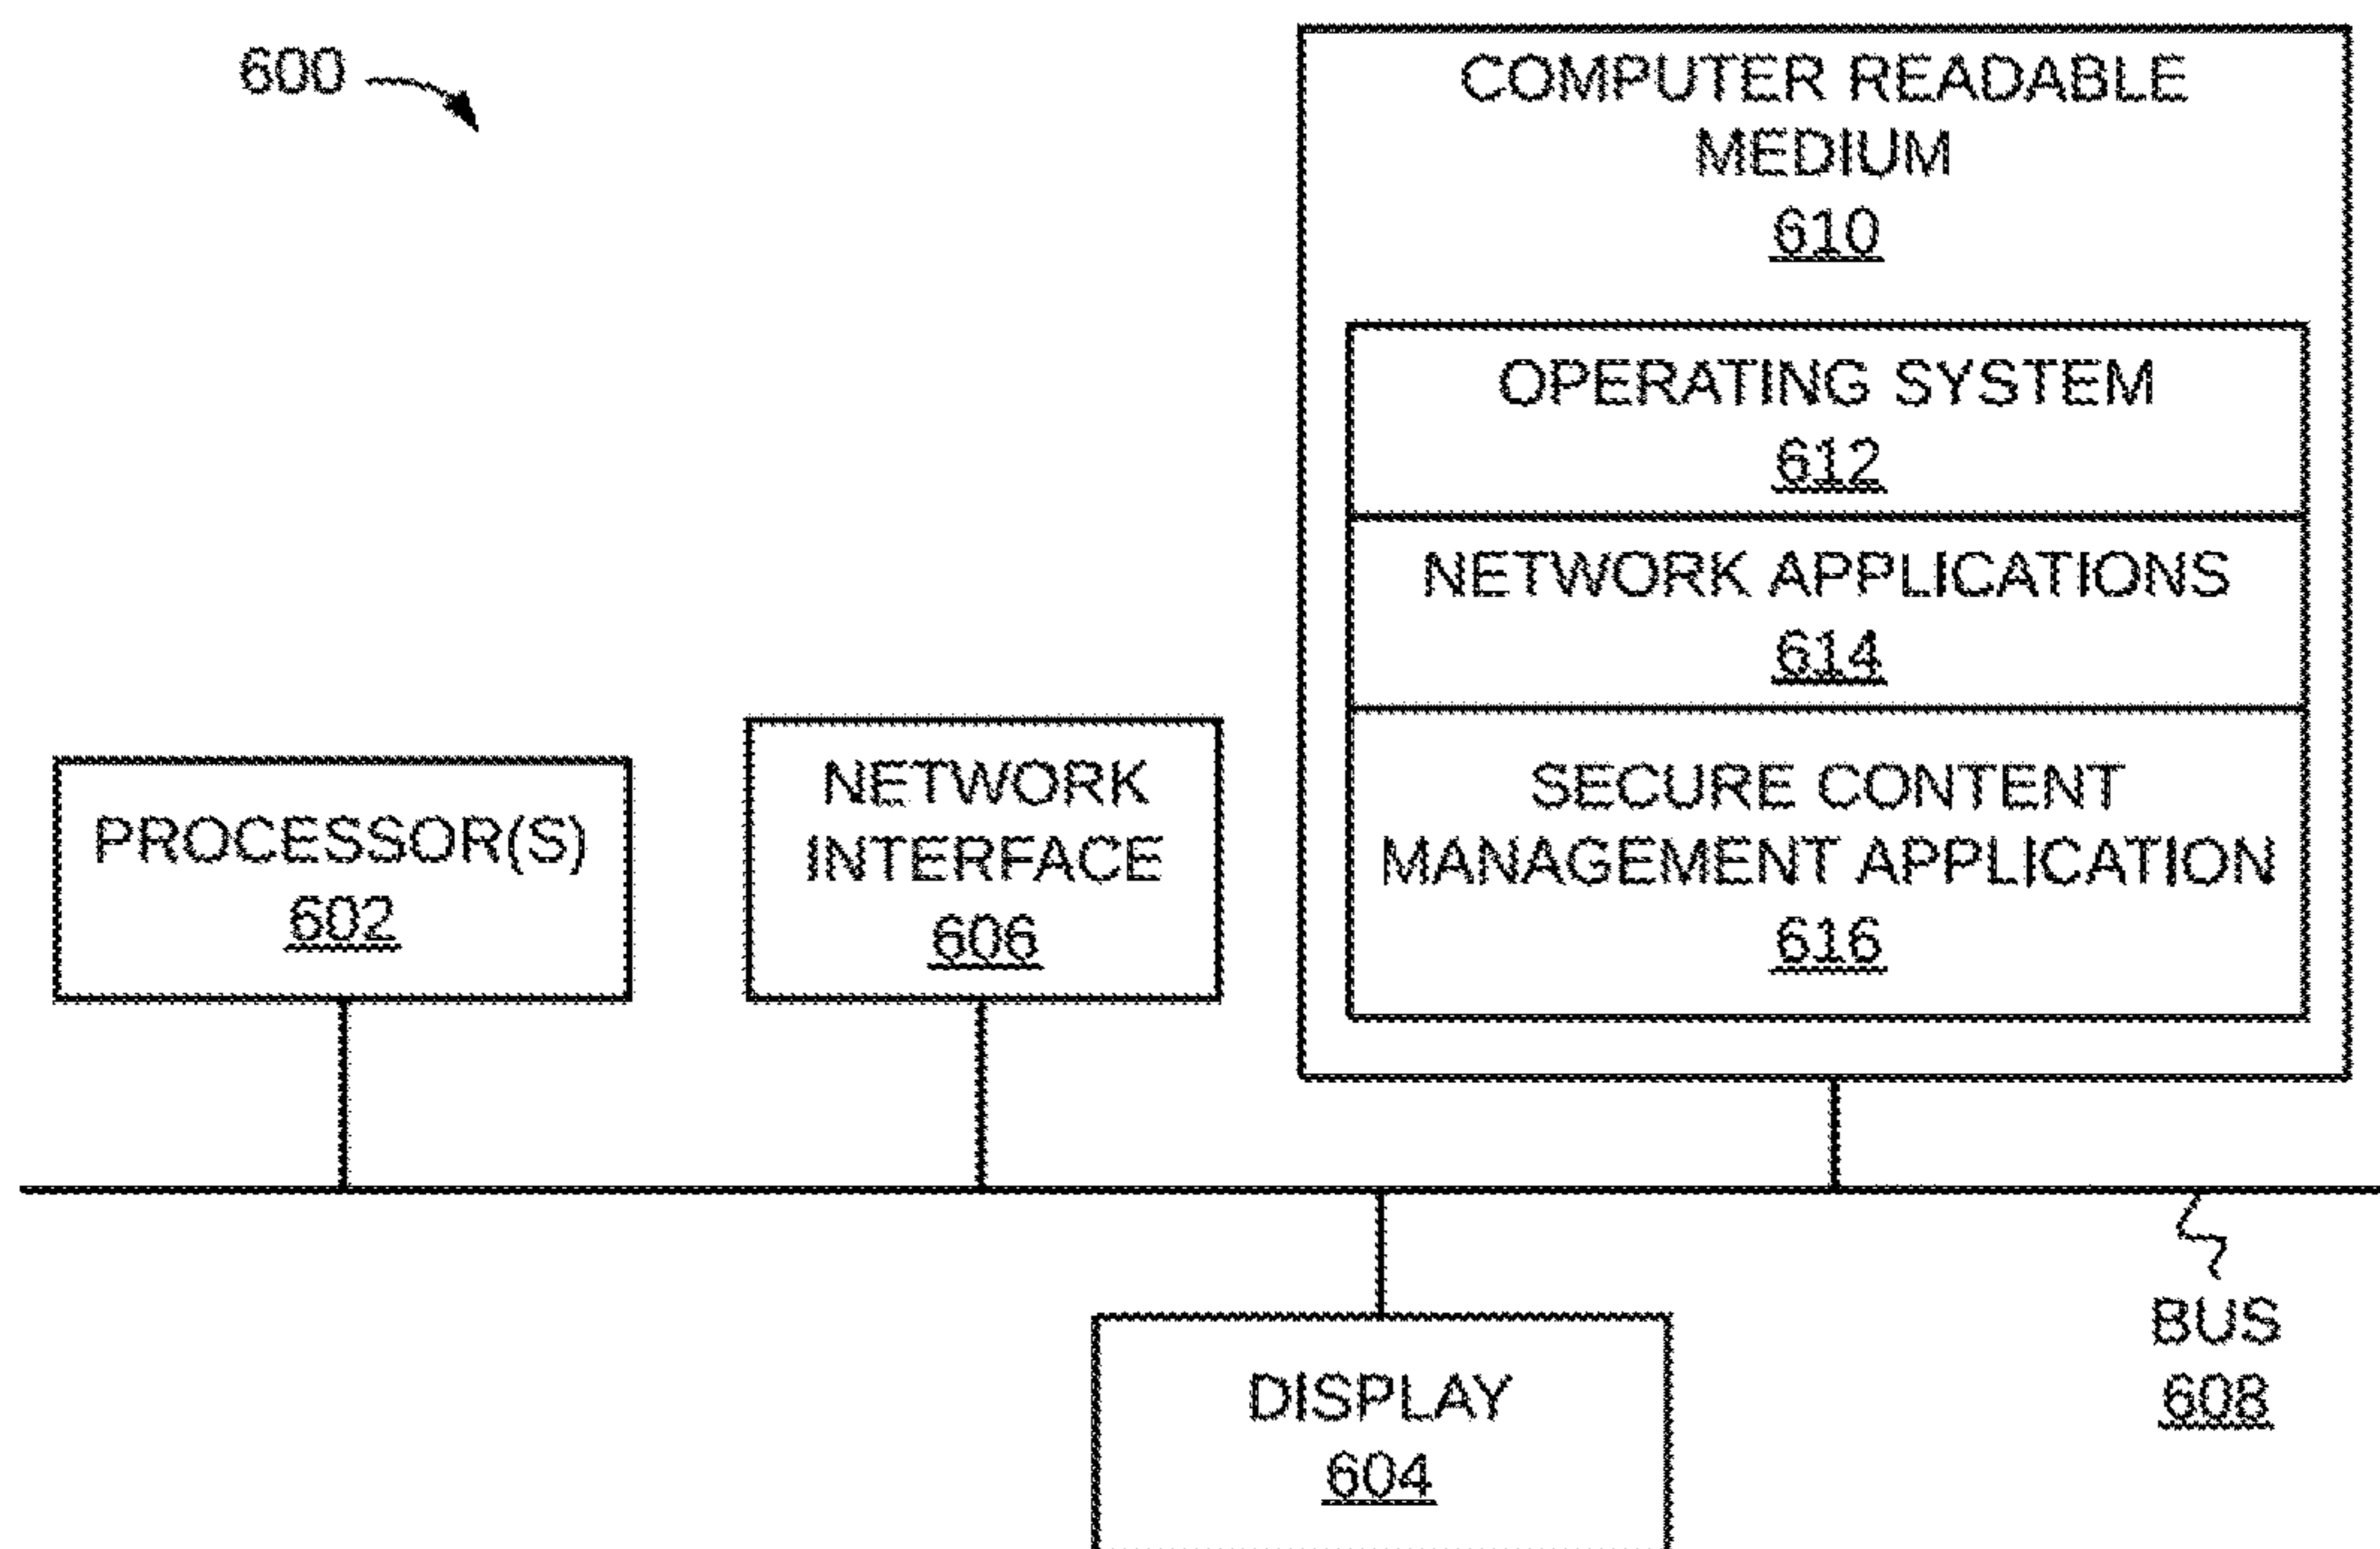 600
COMPUTER READABLE
MEDIUM
610
OPERATING SYSTEM
612
NETWORK APPLICATIONS
614
SECURE CONTENT
MANAGEMENT APPLICATION
616
PROCESSOR(S)
602
NETWORK
INTERFACE
606
DISPLAY
604
BUS
608